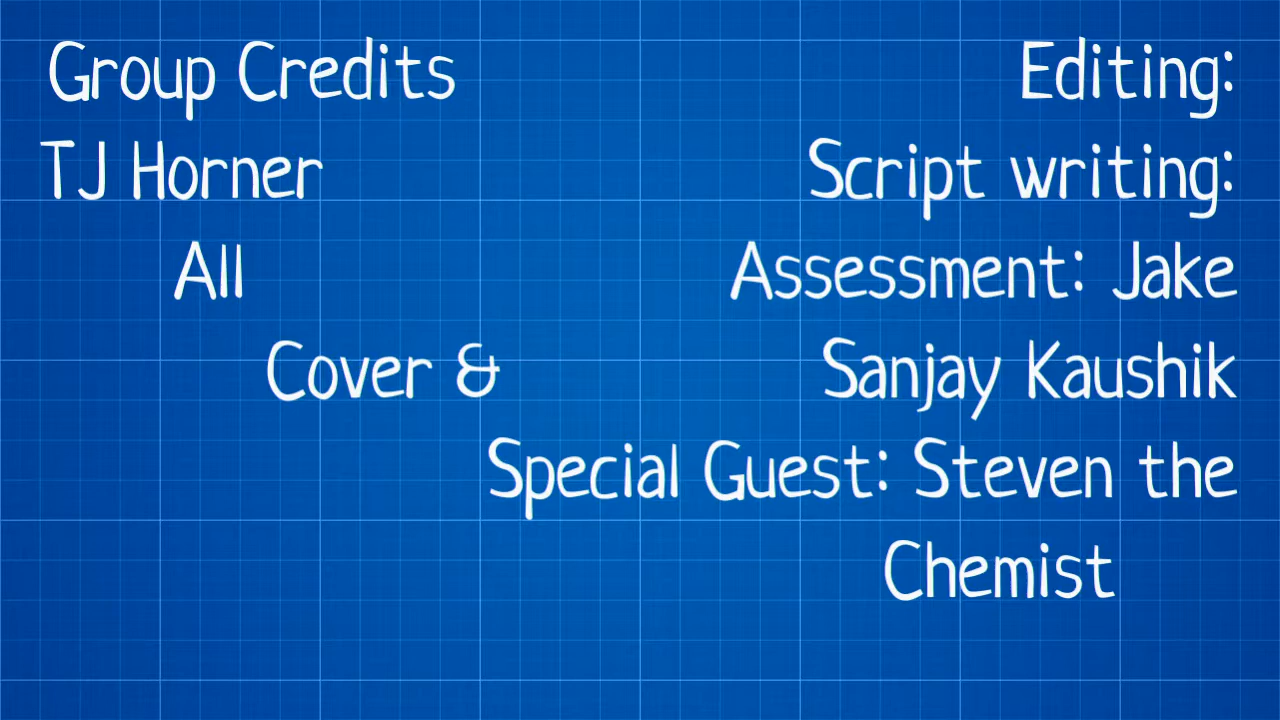 Group Credits
Editing:
TJ Horner
Script writing:
All
Assessment: Jake
Cover &
Sanjay Kaushik
Special Guest: Steven the
Chemist